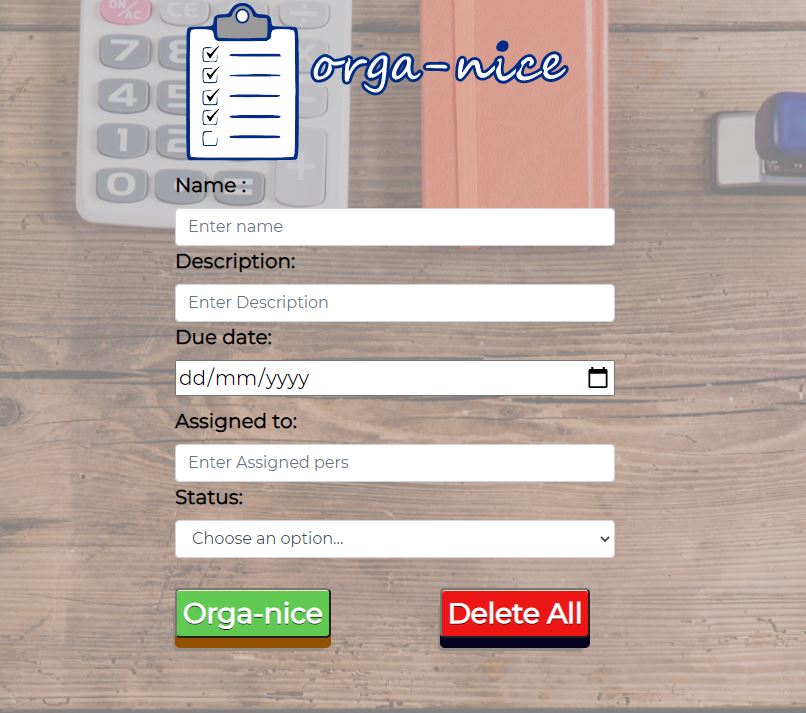 ON/AC
CE
7
8
4
5
1
2
0
orga-nice
Name :
Enter name
Description:
Enter Description
Due date:
dd/mm/yyyy
Assigned to:
Enter Assigned pers
Status:
Choose an option...
Orga-nice
Delete All